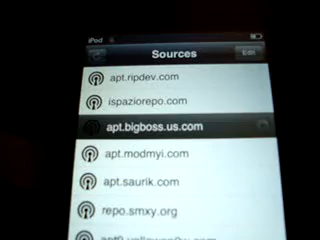 iPod
Sources
Edit
apt.ripdev.com
ispaziorepo.com
apt.bigboss.us.com
apt.modmyi.com
apt.saurik.com
repo.smxy.org